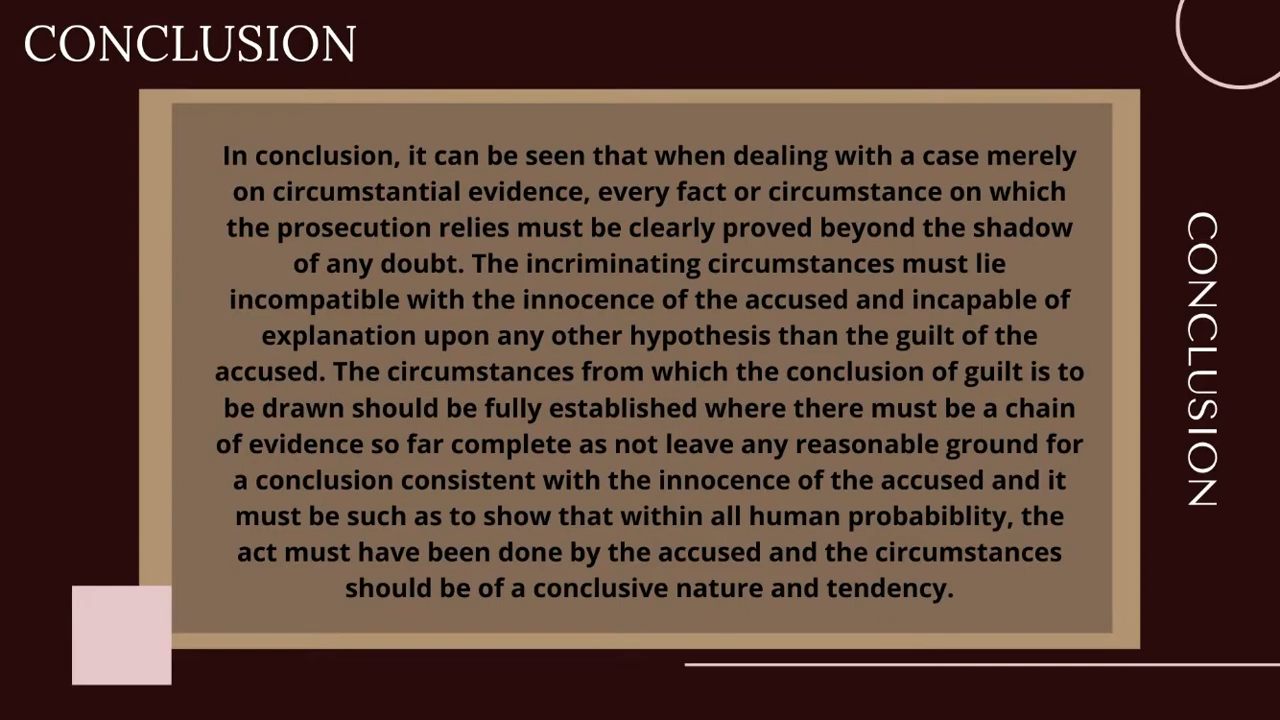 CONCLUSION
In conclusion, it can be seen that when dealing with a case merely
on circumstantial evidence, every fact or circumstance on which
the prosecution relies must be clearly proved beyond the shadow
of any doubt. The incriminating circumstances must lie
incompatible with the innocence of the accused and incapable of
explanation upon any other hypothesis than the guilt of the
accused. The circumstances from which the conclusion of guilt is to
be drawn should be fully established where there must be a chain
of evidence so far complete as not leave any reasonable ground for
a conclusion consistent with the innocence of the accused and it
must be such as to show that within all human probabiblity, the
act must have been done by the accused and the circumstances
should be of a conclusive nature and tendency.
CONCLUSION